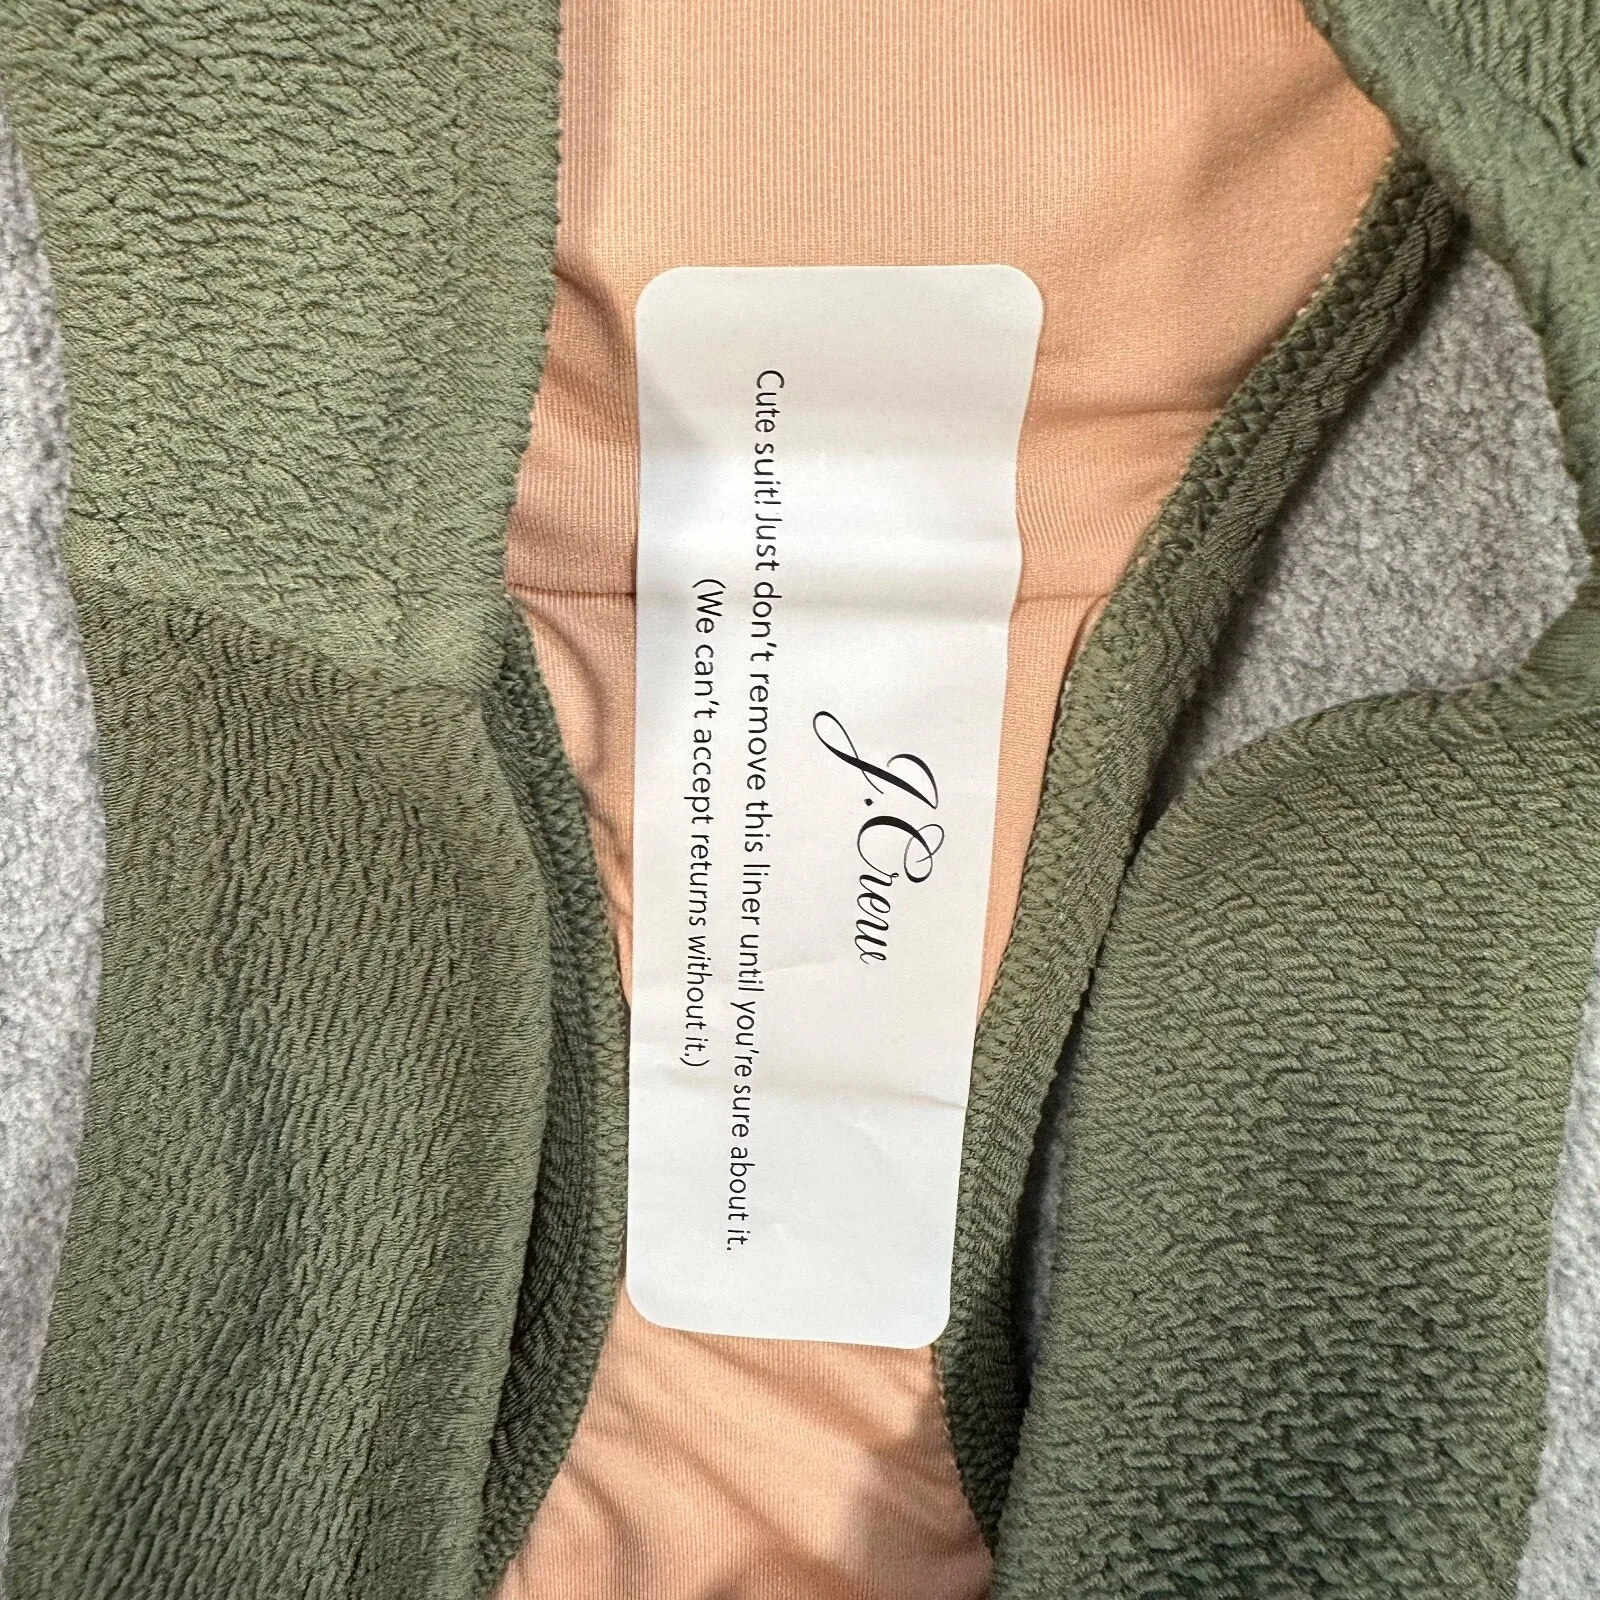 J.Crew
Cute suit! Just don't remove this liner until you're sure about it.
(We can't accept returns without it.)